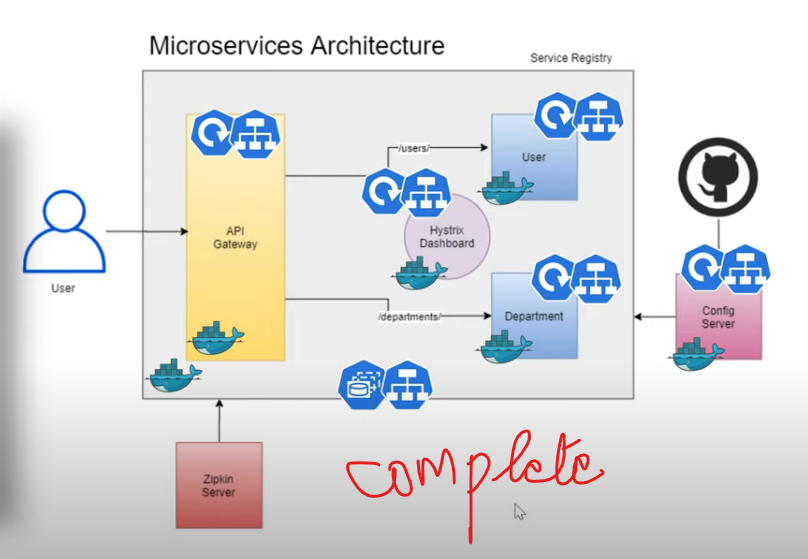 Microservices Architecture
Service Registry
/users/
User
API
Gateway
Hystrix
Dashboard
User
/departments/
Department
Config
Server
Zipkin
Server
complete